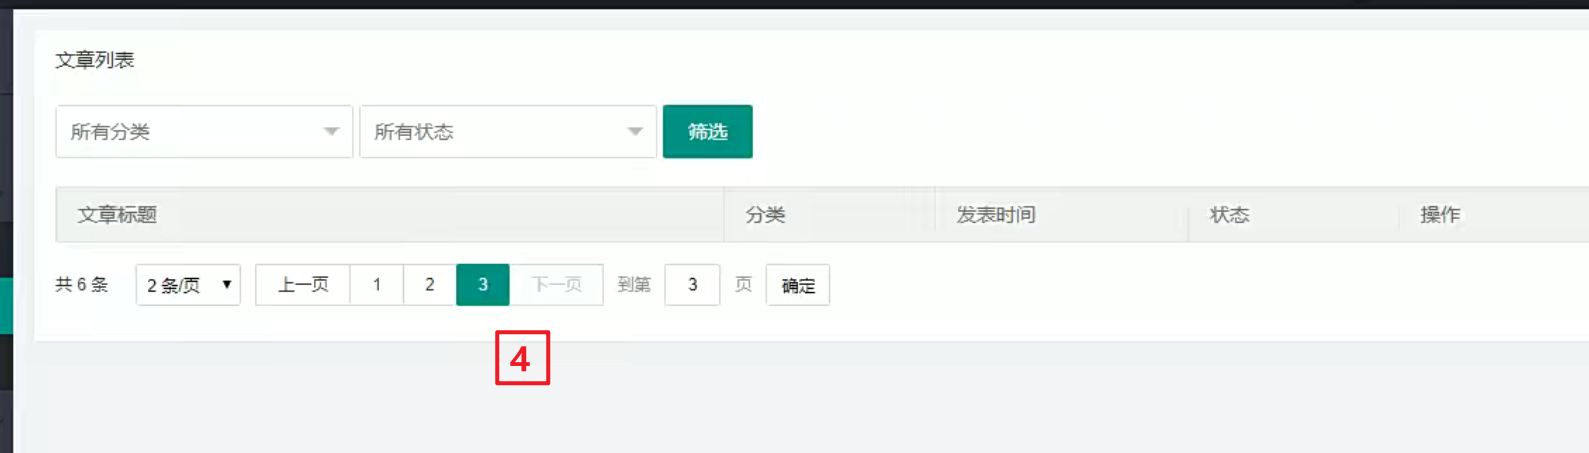 文章列表
所有分类 所有状态 筛选
文章标题 分类 发表时间 状态 操作
共 6 条 2 条/页 上一页 1 2 3 下一页 到第 3 页 确定
4